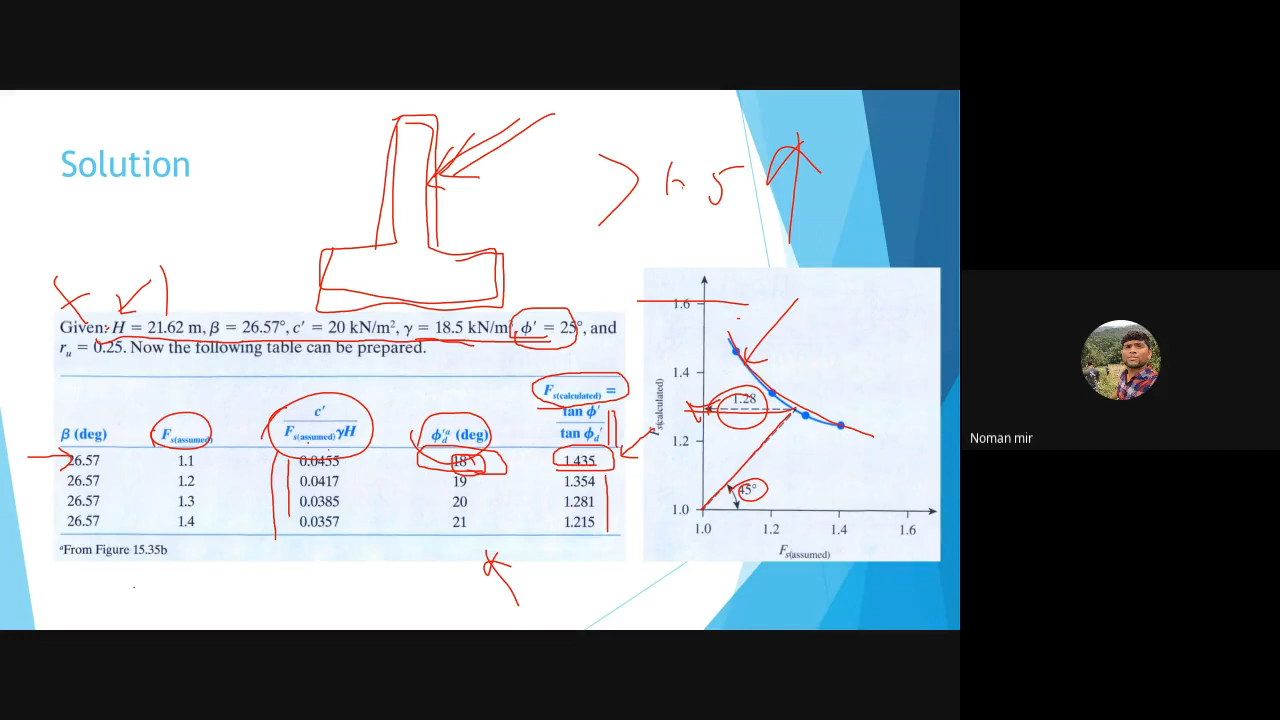 Solution
> 1.5
Given: H = 21.62 m, β = 26.57°, c′ = 20 kN/m², γ = 18.5 kN/m³, ϕ′ = 25°, and
rᵤ = 0.25. Now the following table can be prepared.
β (deg) Fs(assumed) c′ / Fs(assumed)γH ϕ′dᵃ (deg) Fs(calculated) = tan ϕ′ / tan ϕ′d
26.57 1.1 0.0455 18 1.435
26.57 1.2 0.0417 19 1.354
26.57 1.3 0.0385 20 1.281
26.57 1.4 0.0357 21 1.215
ᵃFrom Figure 15.35b
Fs(calculated)
1.6
1.4
1.28
1.2
45°
1.0
1.0 1.2 1.4 1.6
Fs(assumed)
Noman mir